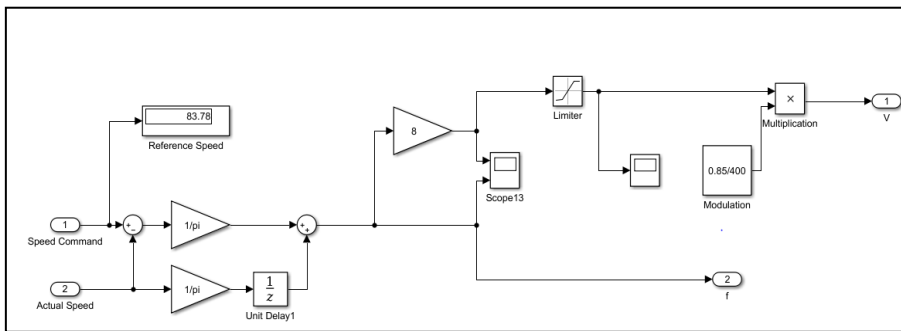 83.78
Reference Speed
8
Limiter
Scope13
×
Multiplication
1
V
0.85/400
Modulation
1
Speed Command
+
−
1/pi
+
+
2
Actual Speed
1/pi
1
z
Unit Delay1
2
f